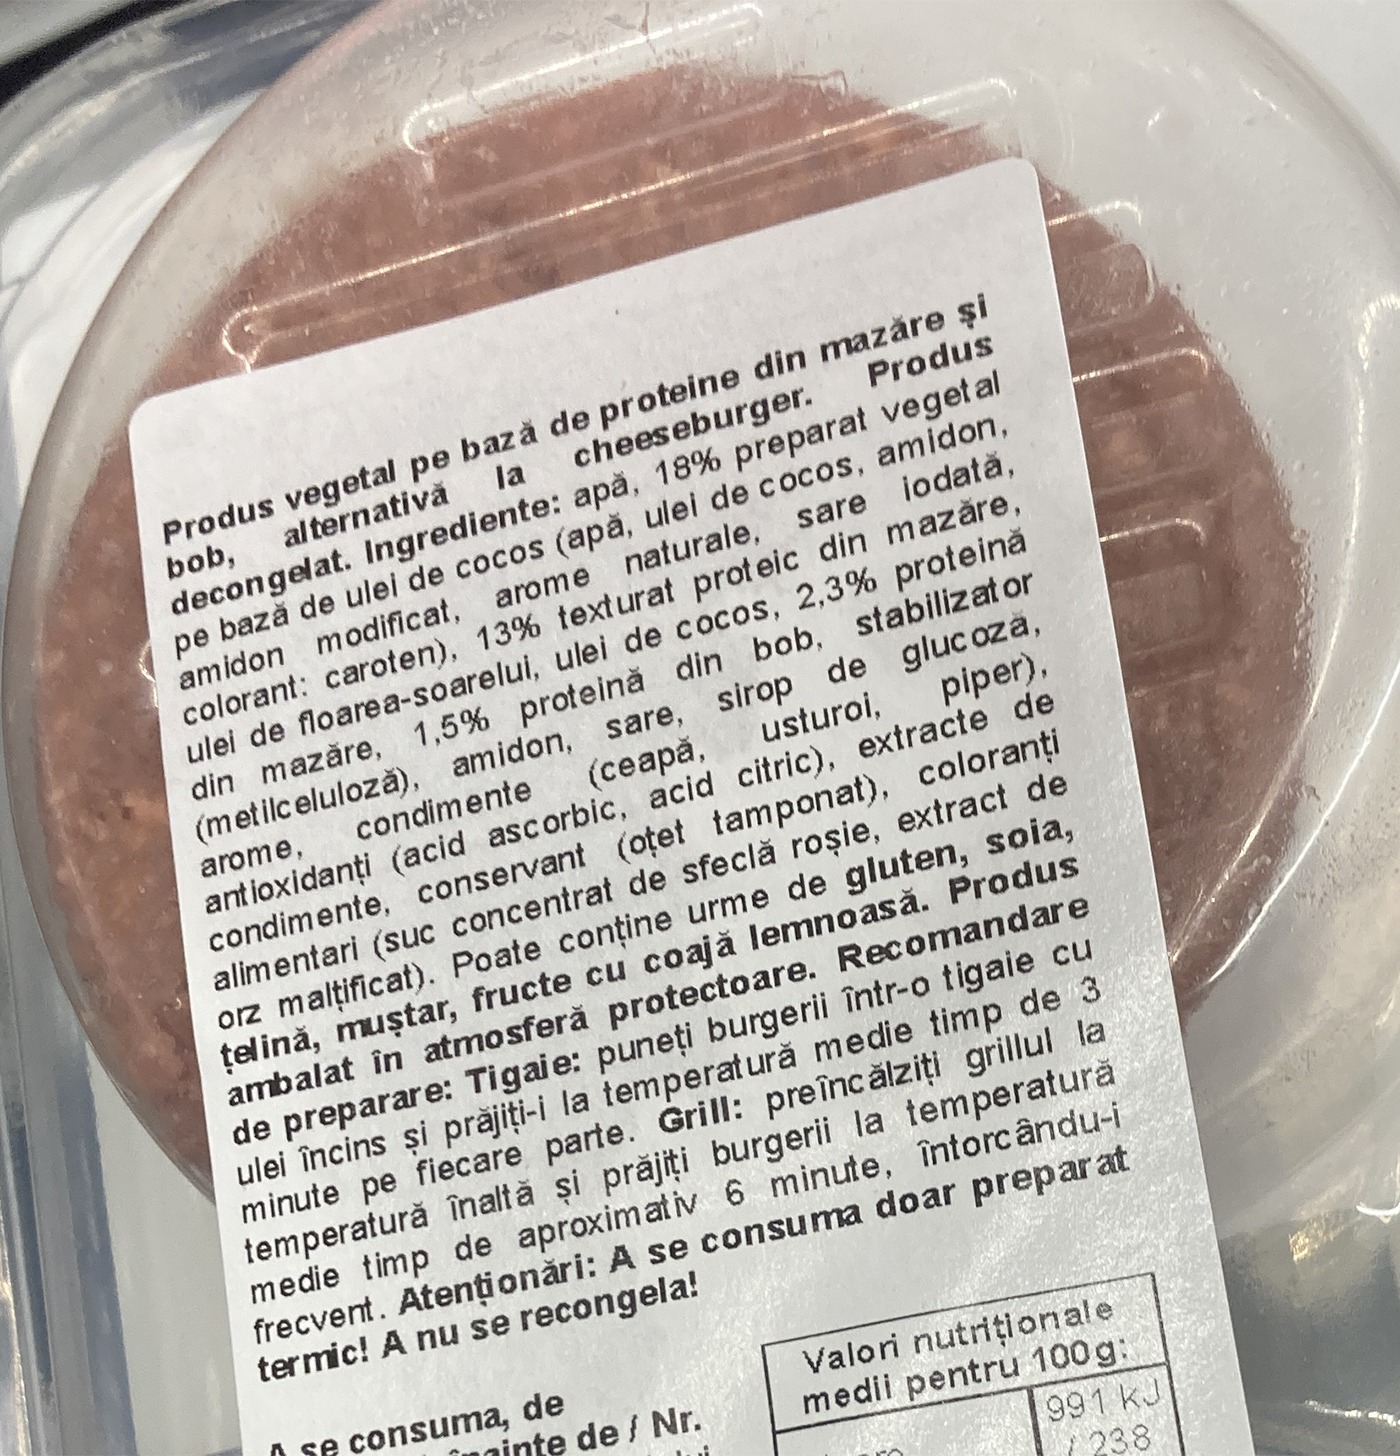 Produs vegetal pe bază de proteine din mazăre și
bob, alternativă la cheeseburger. Produs
decongelat. Ingrediente: apă, 18% preparat vegetal
pe bază de ulei de cocos (apă, ulei de cocos, amidon,
amidon modificat, arome naturale, sare iodată,
colorant: caroten), 13% texturat proteic din mazăre,
ulei de floarea-soarelui, ulei de cocos, 2,3% proteină
din mazăre, 1,5% proteină din bob, stabilizator
(metilceluloză), amidon, sare, sirop de glucoză,
arome, condimente (ceapă, usturoi, piper),
antioxidanți (acid ascorbic, acid citric), extracte de
condimente, conservant (oțet tamponat), coloranți
alimentari (suc concentrat de sfeclă roșie, extract de
orz malțificat). Poate conține urme de gluten, soia,
țelină, muștar, fructe cu coajă lemnoasă. Produs
ambalat în atmosferă protectoare. Recomandare
de preparare: Tigaie: puneți burgerii într-o tigaie cu
ulei încins și prăjiți-i la temperatură medie timp de 3
minute pe fiecare parte. Grill: preîncălziți grillul la
temperatură înaltă și prăjiți burgerii la temperatură
medie timp de aproximativ 6 minute, întorcându-i
frecvent. Atenționări: A se consuma doar preparat
termic! A nu se recongela!
Valori nutriționale
medii pentru 100g:
991 kJ
/ 238
A se consuma, de
de / Nr.